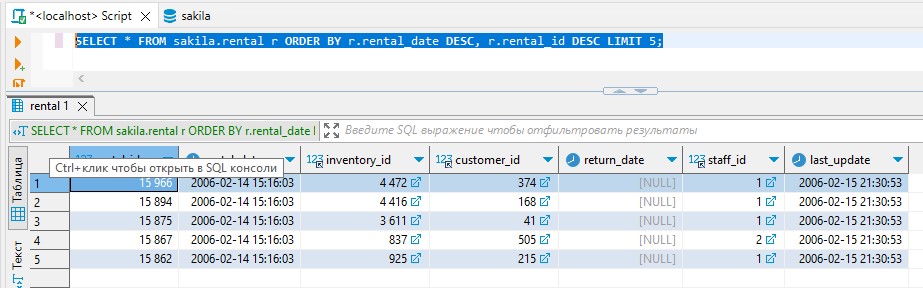 *<localhost> Script sakila
SELECT * FROM sakila.rental r ORDER BY r.rental_date DESC, r.rental_id DESC LIMIT 5;
rental 1
SELECT * FROM sakila.rental r ORDER BY r.rental_date Введите SQL выражение чтобы отфильтровать результаты
Таблица
Текст
123 inventory_id 123 customer_id return_date 123 staff_id last_update
Ctrl+клик чтобы открыть в SQL консоли
1 15 966 2006-02-14 15:16:03 4 472 374 [NULL] 1 2006-02-15 21:30:53
2 15 894 2006-02-14 15:16:03 4 416 168 [NULL] 1 2006-02-15 21:30:53
3 15 875 2006-02-14 15:16:03 3 611 41 [NULL] 1 2006-02-15 21:30:53
4 15 867 2006-02-14 15:16:03 837 505 [NULL] 2 2006-02-15 21:30:53
5 15 862 2006-02-14 15:16:03 925 215 [NULL] 1 2006-02-15 21:30:53